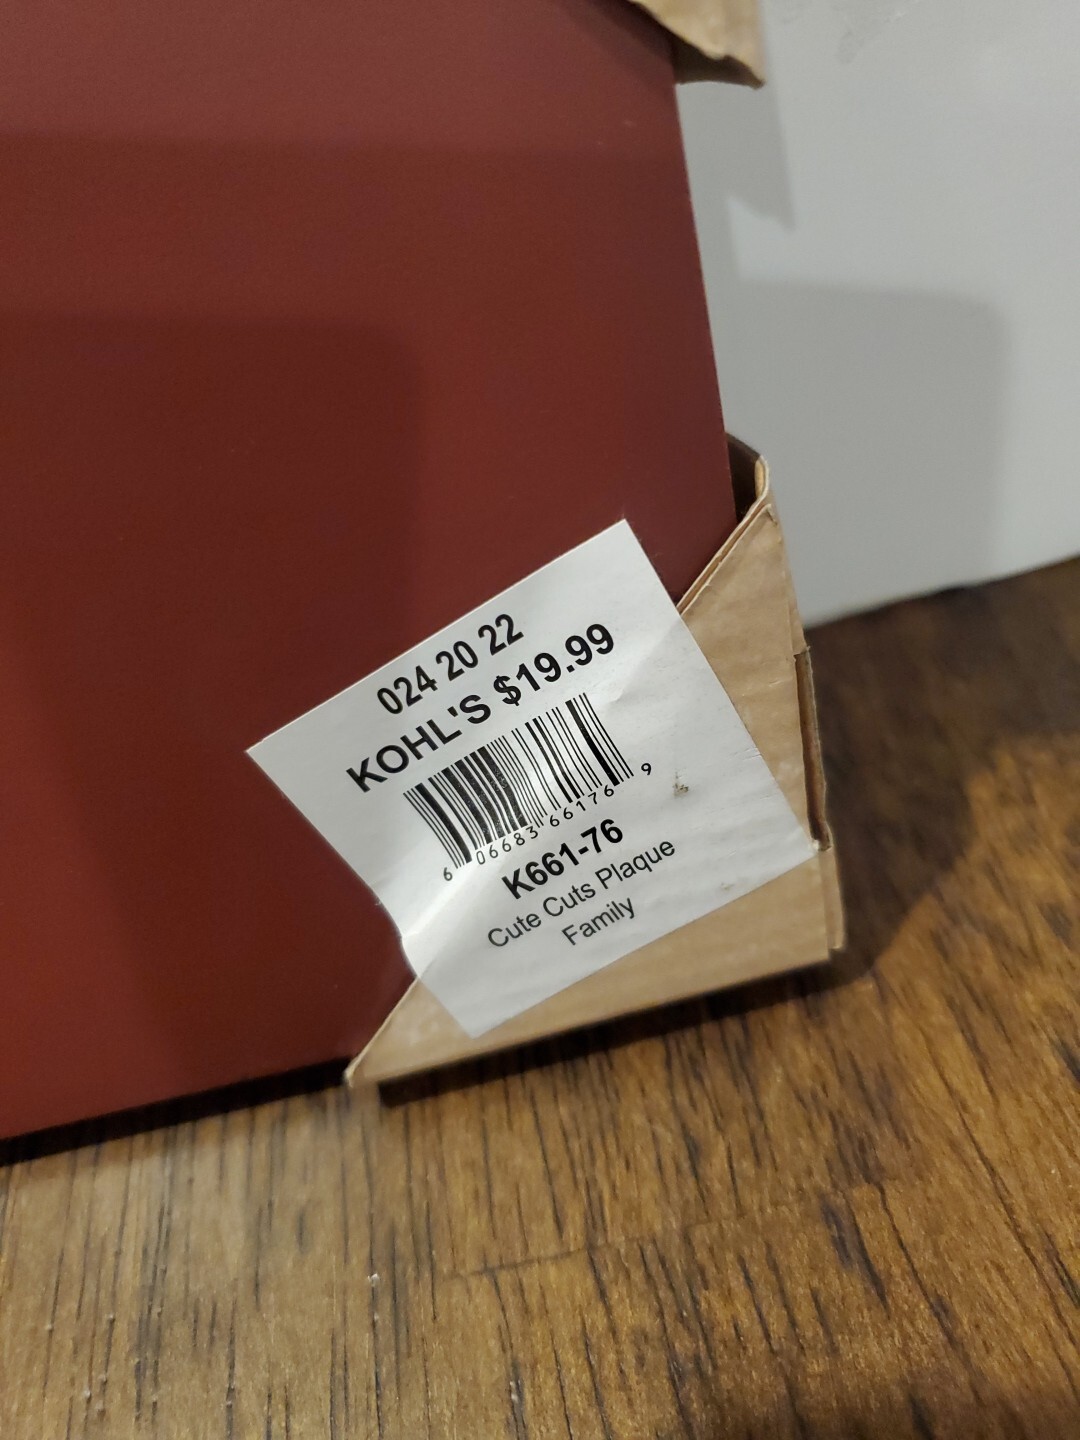 024 20 22
KOHL'S $19.99
6 06683 66176 9
K661-76
Cute Cuts Plaque
Family